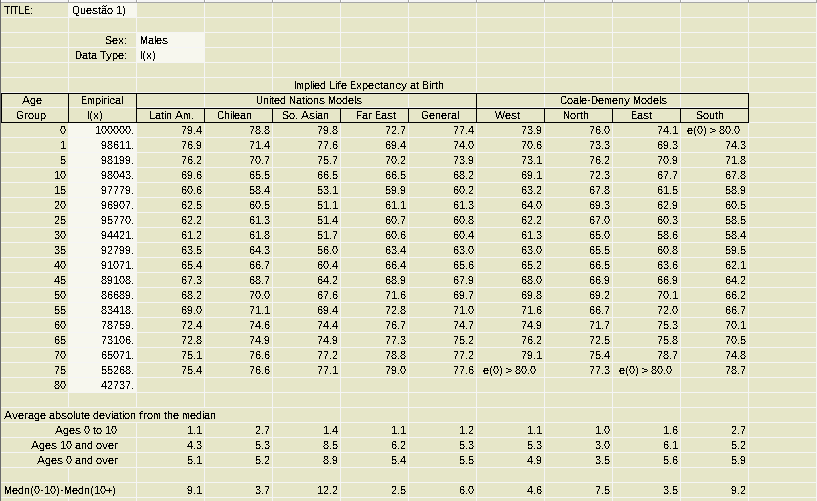 TITLE: Questão 1)
Sex: Males
Data Type: l(x)
Implied Life Expectancy at Birth
Age Empirical United Nations Models Coale-Demeny Models
Group l(x) Latin Am. Chilean So. Asian Far East General West North East South
0 100000. 79.4 78.8 79.8 72.7 77.4 73.9 76.0 74.1 e(0) > 80.0
1 98611. 76.9 71.4 77.6 69.4 74.0 70.6 73.3 69.3 74.3
5 98199. 76.2 70.7 75.7 70.2 73.9 73.1 76.2 70.9 71.8
10 98043. 69.6 65.5 66.5 66.5 68.2 69.1 72.3 67.7 67.8
15 97779. 60.6 58.4 53.1 59.9 60.2 63.2 67.8 61.5 58.9
20 96907. 62.5 60.5 51.1 61.1 61.3 64.0 69.3 62.9 60.5
25 95770. 62.2 61.3 51.4 60.7 60.8 62.2 67.0 60.3 58.5
30 94421. 61.2 61.8 51.7 60.6 60.4 61.3 65.0 58.6 58.4
35 92799. 63.5 64.3 56.0 63.4 63.0 63.0 65.5 60.8 59.5
40 91071. 65.4 66.7 60.4 66.4 65.6 65.2 66.5 63.6 62.1
45 89108. 67.3 68.7 64.2 68.9 67.9 68.0 66.9 66.9 64.2
50 86689. 68.2 70.0 67.6 71.6 69.7 69.8 69.2 70.1 66.2
55 83418. 69.0 71.1 69.4 72.8 71.0 71.6 66.7 72.0 66.7
60 78759. 72.4 74.6 74.4 76.7 74.7 74.9 71.7 75.3 70.1
65 73106. 72.8 74.9 74.9 77.3 75.2 76.2 72.5 75.8 70.5
70 65071. 75.1 76.6 77.2 78.8 77.2 79.1 75.4 78.7 74.8
75 55268. 75.4 76.6 77.1 79.0 77.6 e(0) > 80.0 77.3 e(0) > 80.0 78.7
80 42737.
Average absolute deviation from the median
Ages 0 to 10 1.1 2.7 1.4 1.1 1.2 1.1 1.0 1.6 2.7
Ages 10 and over 4.3 5.3 8.5 6.2 5.3 5.3 3.0 6.1 5.2
Ages 0 and over 5.1 5.2 8.9 5.4 5.5 4.9 3.5 5.6 5.9
Medn(0-10)-Medn(10+) 9.1 3.7 12.2 2.5 6.0 4.6 7.5 3.5 9.2